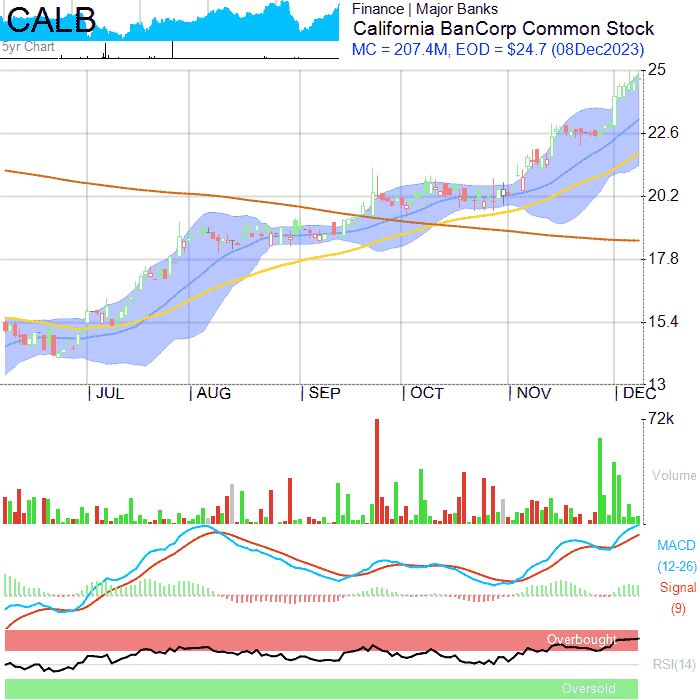 CALB
5yr Chart
Finance | Major Banks
California BanCorp Common Stock
MC = 207.4M, EOD = $24.7 (08Dec2023)
25
22.6
20.2
17.8
15.4
13
JUL AUG SEP OCT NOV DEC
72k
Volume
MACD
(12-26)
Signal
(9)
Overbought
RSI(14)
Oversold